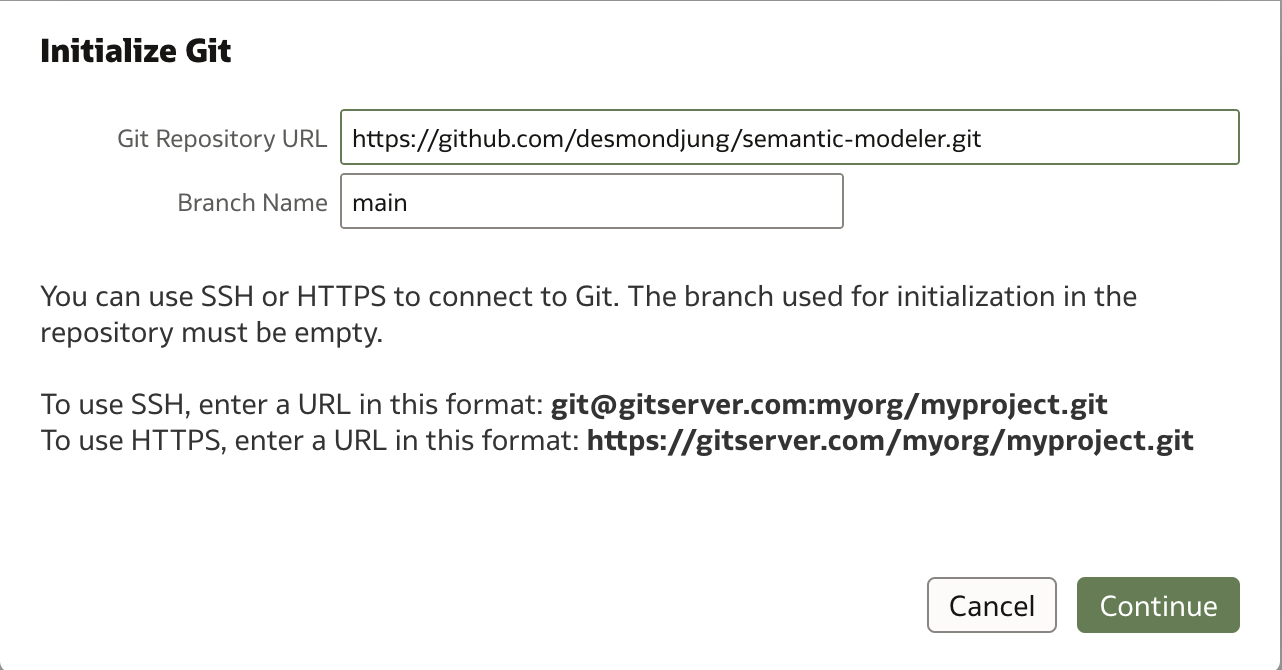 Initialize Git
Git Repository URL https://github.com/desmondjung/semantic-modeler.git
Branch Name main
You can use SSH or HTTPS to connect to Git. The branch used for initialization in the
repository must be empty.
To use SSH, enter a URL in this format: git@gitserver.com:myorg/myproject.git
To use HTTPS, enter a URL in this format: https://gitserver.com/myorg/myproject.git
Cancel Continue